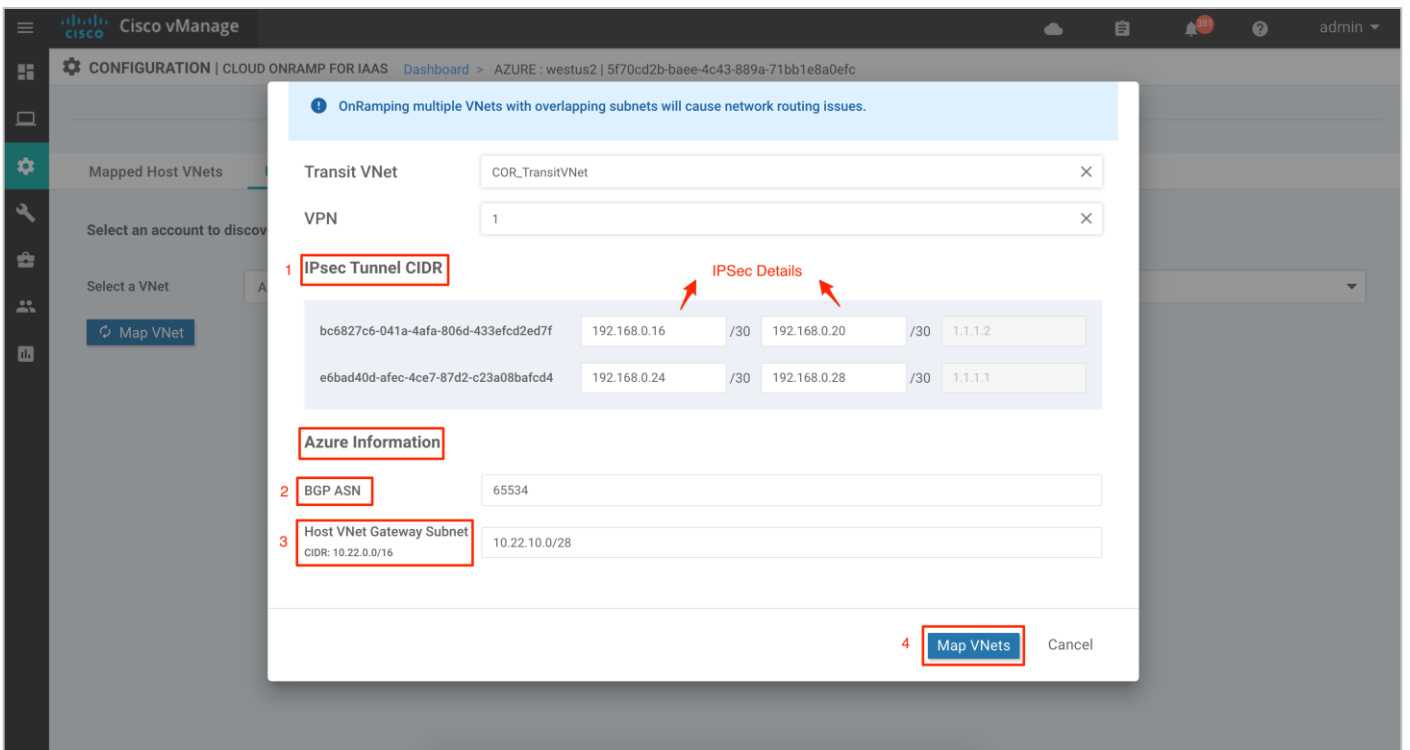 cisco Cisco vManage 381 admin
CONFIGURATION | CLOUD ONRAMP FOR IAAS Dashboard > AZURE : westus2 | 5f70cd2b-baee-4c43-889a-71bb1e8a0efc
OnRamping multiple VNets with overlapping subnets will cause network routing issues.
Mapped Host VNets
Transit VNet COR_TransitVNet
VPN 1
Select an account to discov
Select a VNet A
Map VNet
1 IPsec Tunnel CIDR IPSec Details
bc6827c6-041a-4afa-806d-433efcd2ed7f 192.168.0.16 /30 192.168.0.20 /30 1.1.1.2
e6bad40d-afec-4ce7-87d2-c23a08bafcd4 192.168.0.24 /30 192.168.0.28 /30 1.1.1.1
Azure Information
2 BGP ASN 65534
3 Host VNet Gateway Subnet 10.22.10.0/28
CIDR: 10.22.0.0/16
4 Map VNets Cancel